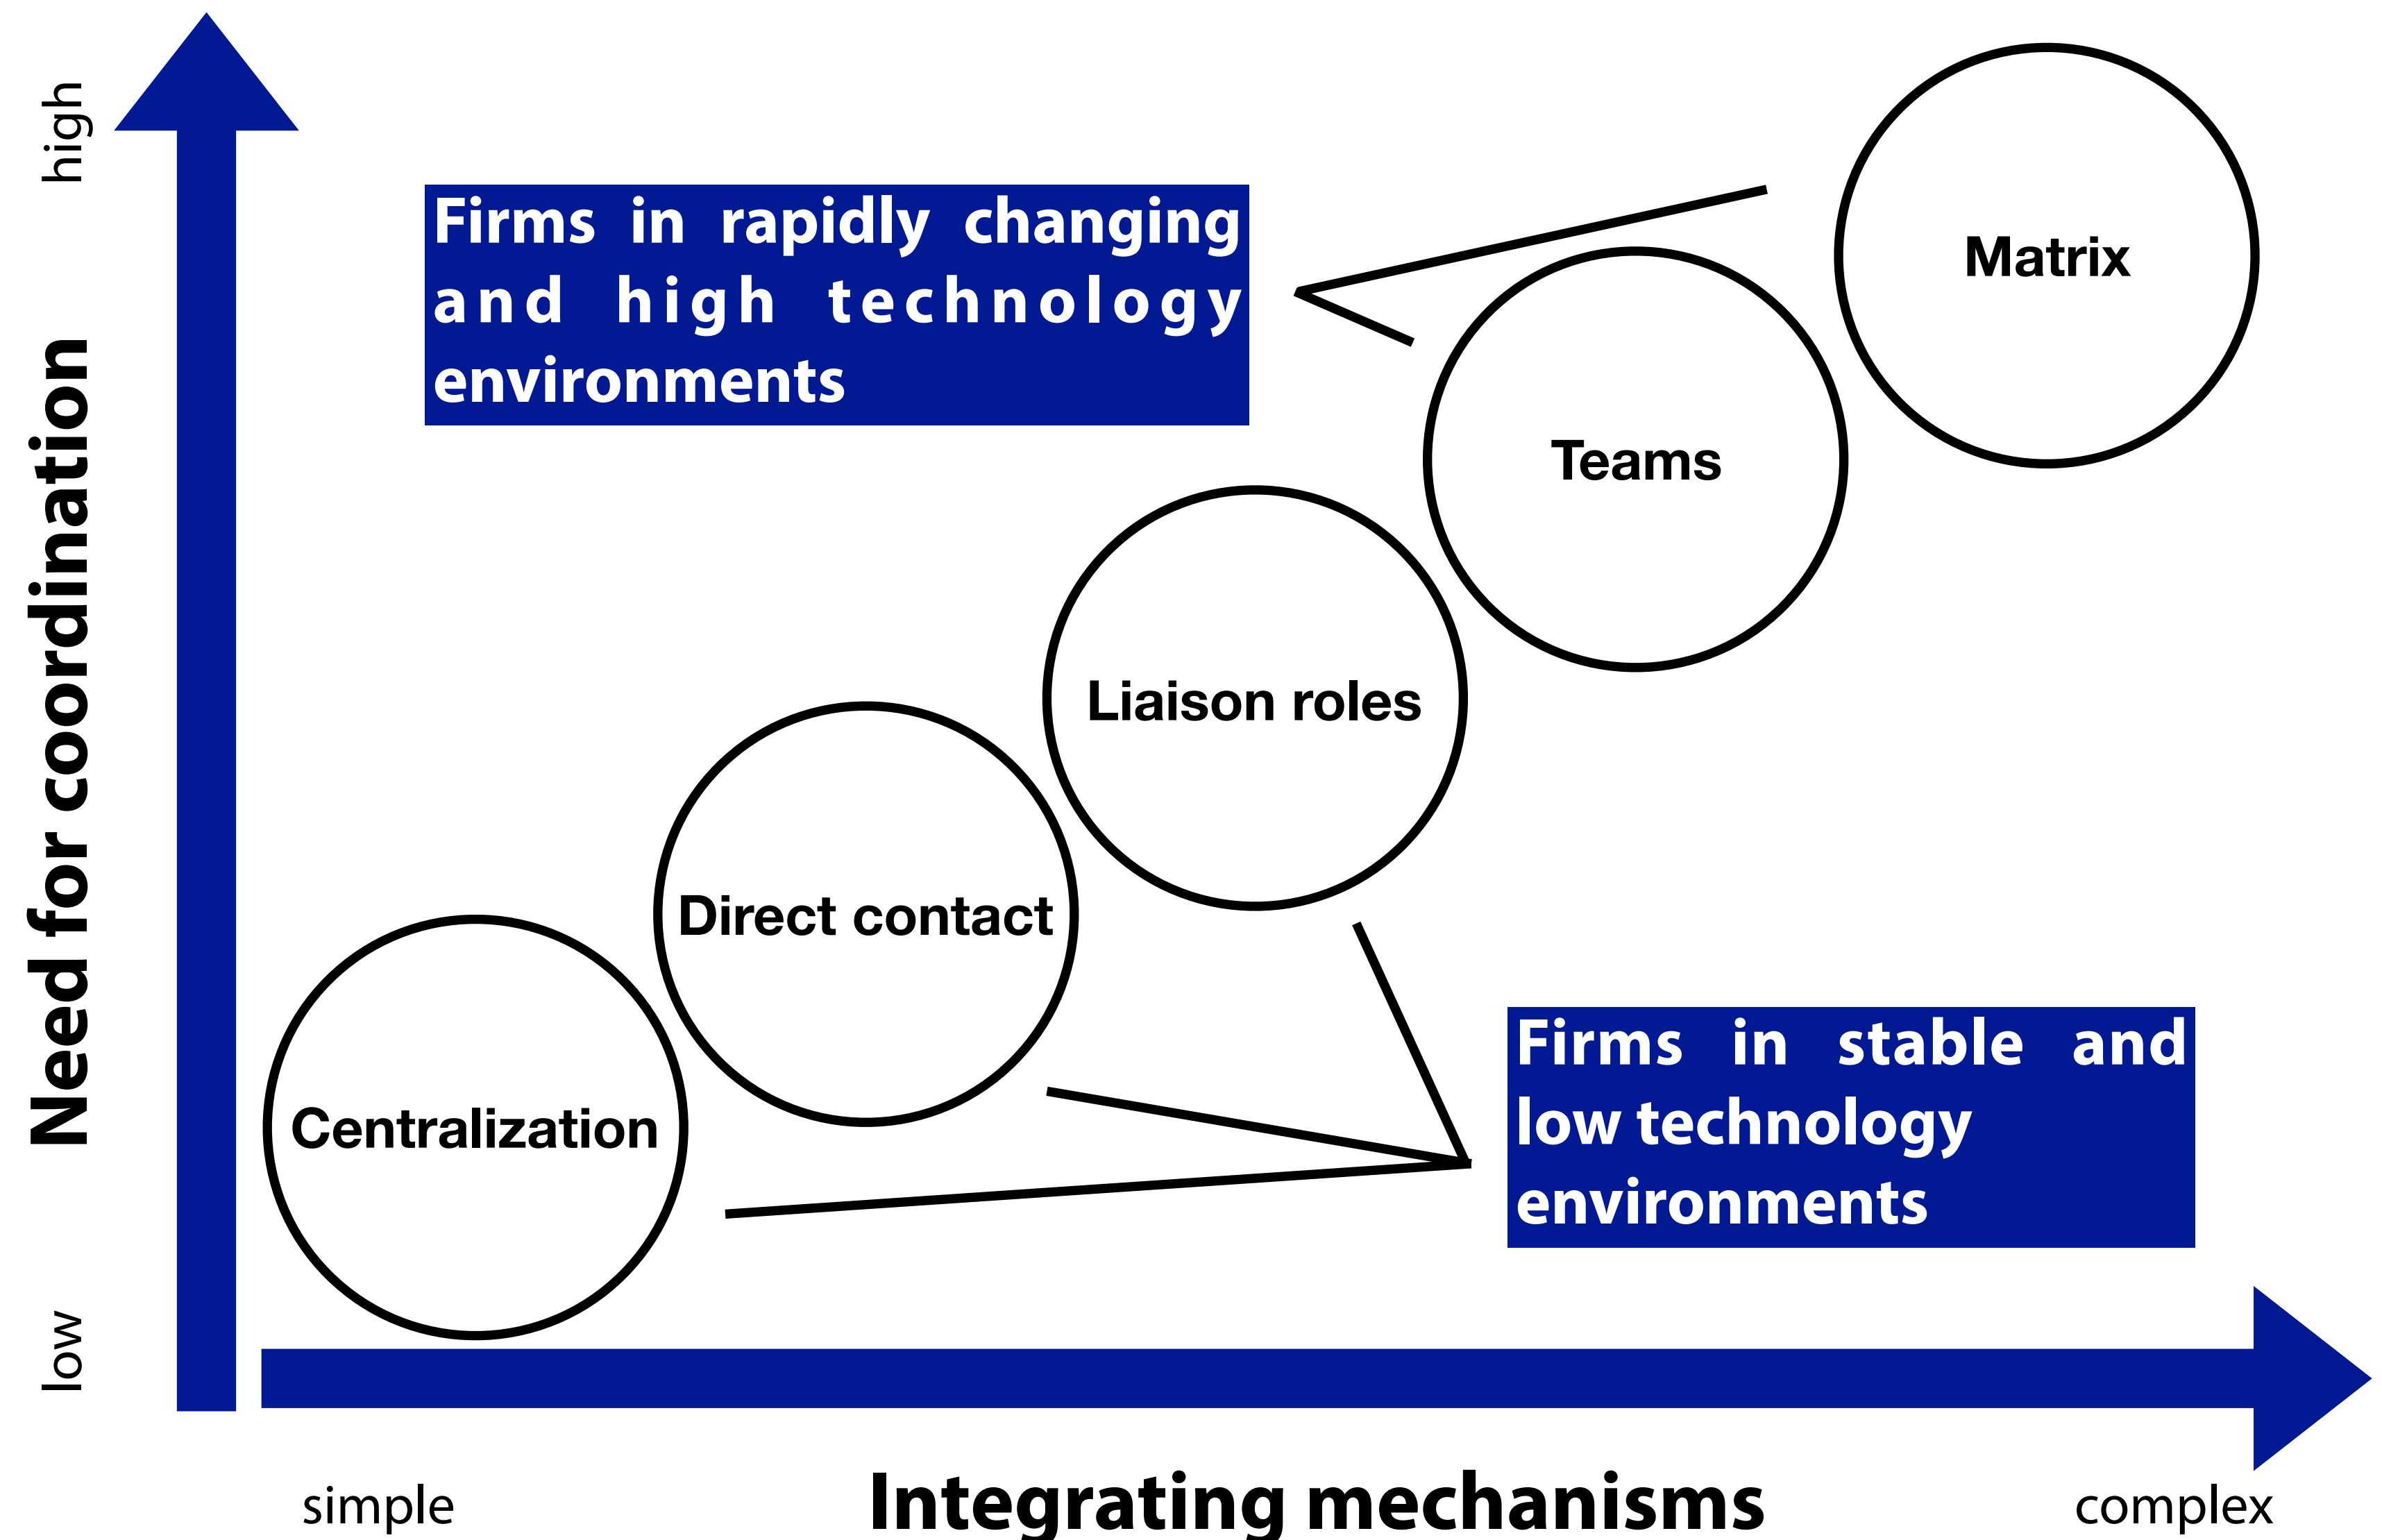 high
Need for coordination
low
Firms in rapidly changing
and high technology
environments
Matrix
Teams
Liaison roles
Direct contact
Centralization
Firms in stable and
low technology
environments
simple
Integrating mechanisms
complex